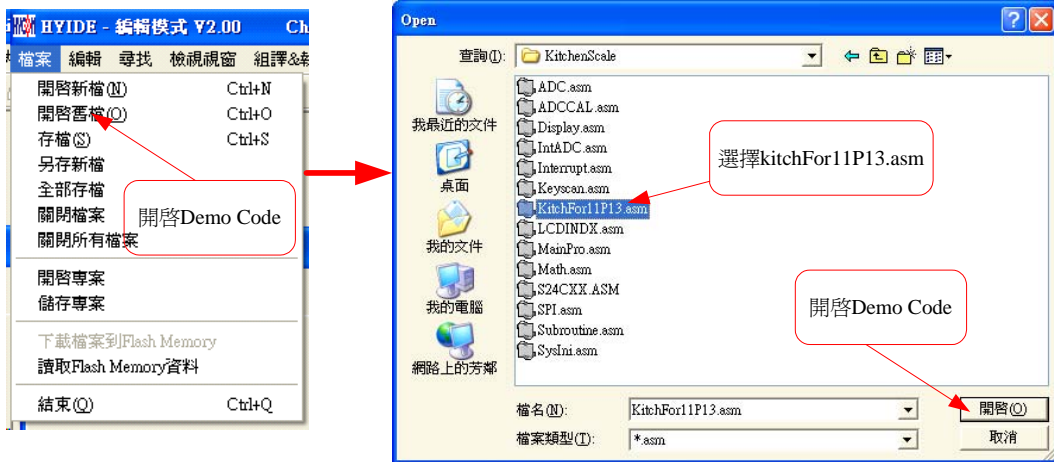 HYIDE - 編輯模式 V2.00
檔案 編輯 尋找 檢視視窗 組譯&
開啓新檔(N) Ctrl+N
開啓舊檔(O) Ctrl+O
存檔(S) Ctrl+S
另存新檔
全部存檔
關閉檔案
關閉所有檔案
開啓專案
儲存專案
下載檔案到Flash Memory
讀取Flash Memory資料
結束(Q) Ctrl+Q
開啓Demo Code
Open
查詢(I): KitchenScale
我最近的文件
桌面
我的文件
我的電腦
網路上的芳鄰
ADC.asm
ADCCAL.asm
Display.asm
IntADC.asm
Interrupt.asm
Keyscan.asm
KitchFor11P13.asm
LCDINDX.asm
MainPro.asm
Math.asm
S24CXX.ASM
SPI.asm
Subroutine.asm
SysIni.asm
選擇kitchFor11P13.asm
開啓Demo Code
檔名(N): KitchFor11P13.asm
開啓(O)
檔案類型(T): *.asm
取消